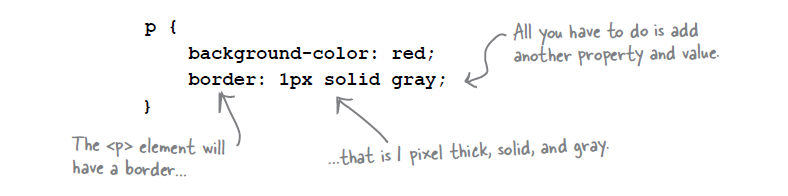 p {
background-color: red;
border: 1px solid gray;
}
All you have to do is add
another property and value.
The <p> element will
have a border...
...that is 1 pixel thick, solid, and gray.